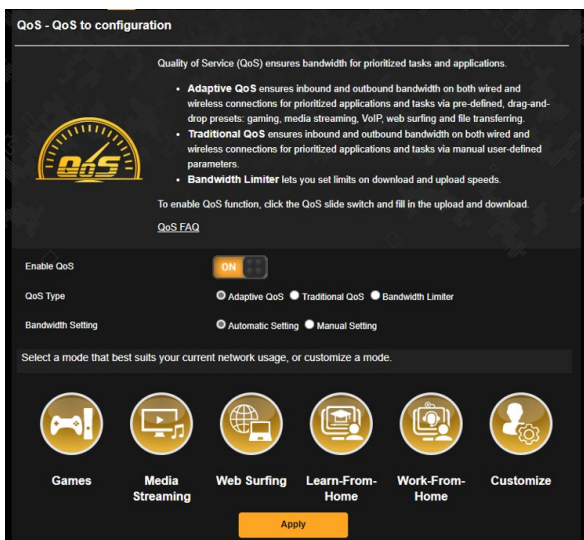 QoS - QoS to configuration
Quality of Service (QoS) ensures bandwidth for prioritized tasks and applications.
• Adaptive QoS ensures inbound and outbound bandwidth on both wired and
wireless connections for prioritized applications and tasks via pre-defined, drag-and-
drop presets: gaming, media streaming, VoIP, web surfing and file transferring.
• Traditional QoS ensures inbound and outbound bandwidth on both wired and
wireless connections for prioritized applications and tasks via manual user-defined
parameters.
• Bandwidth Limiter lets you set limits on download and upload speeds.
QoS
To enable QoS function, click the QoS slide switch and fill in the upload and download.
QoS FAQ
Enable QoS ON
QoS Type Adaptive QoS Traditional QoS Bandwidth Limiter
Bandwidth Setting Automatic Setting Manual Setting
Select a mode that best suits your current network usage, or customize a mode.
Games Media Web Surfing Learn-From- Work-From- Customize
Streaming Home Home
Apply